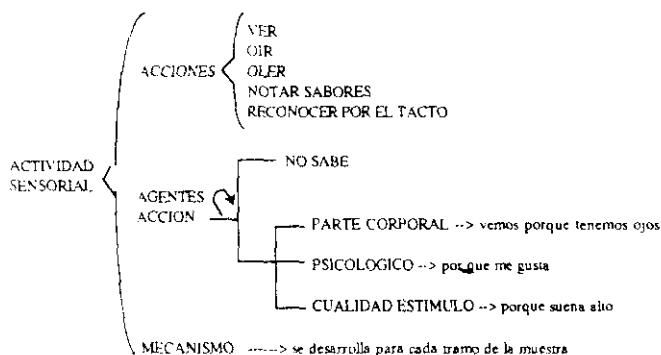 VER
OIR
ACCIONES
OLER
NOTAR SABORES
RECONOCER POR EL TACTO
ACTIVIDAD
SENSORIAL
NO SABE
AGENTES
ACCION
PARTE CORPORAL --> vemos porque tenemos ojos
PSICOLOGICO --> por que me gusta
CUALIDAD ESTIMULO --> porque suena alto
MECANISMO -----> se desarrolla para cada tramo de la muestra